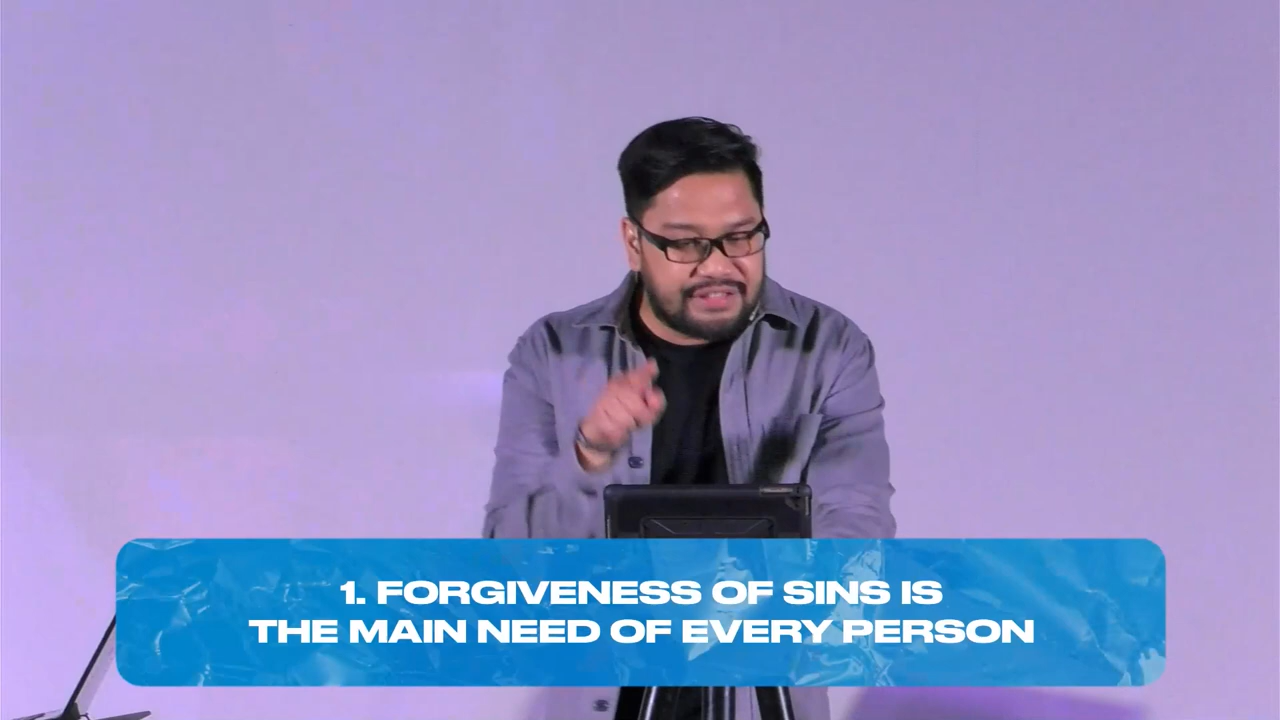 1. FORGIVENESS OF SINS IS
THE MAIN NEED OF EVERY PERSON